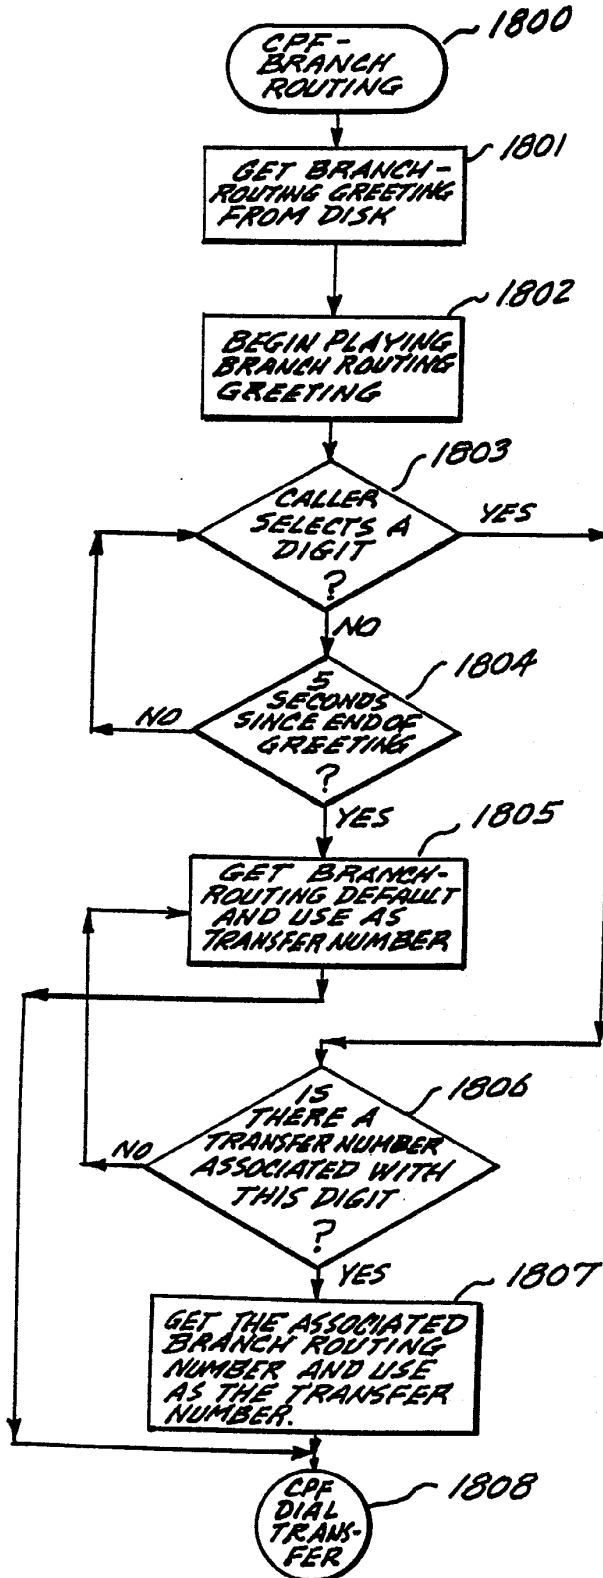 1800
CPF-
BRANCH
ROUTING
1801
GET BRANCH-
ROUTING GREETING
FROM DISK
1802
BEGIN PLAYING
BRANCH ROUTING
GREETING
1803
CALLER
SELECTS A
DIGIT
?
YES
NO
1804
5
SECONDS
SINCE END OF
GREETING
?
NO
YES
1805
GET BRANCH-
ROUTING DEFAULT
AND USE AS
TRANSFER NUMBER
1806
IS
THERE A
TRANSFER NUMBER
ASSOCIATED WITH
THIS DIGIT
?
NO
YES
1807
GET THE ASSOCIATED
BRANCH ROUTING
NUMBER AND USE
AS THE TRANSFER
NUMBER.
1808
CPF
DIAL
TRANS-
FER